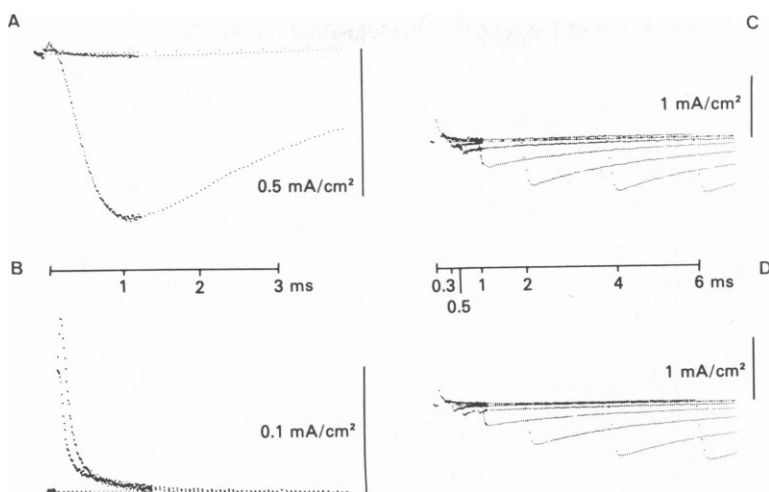 A
C
1 mA/cm²
0.5 mA/cm²
B
D
1 2 3 ms
0.3 1 2 4 6 ms
0.5
1 mA/cm²
0.1 mA/cm²